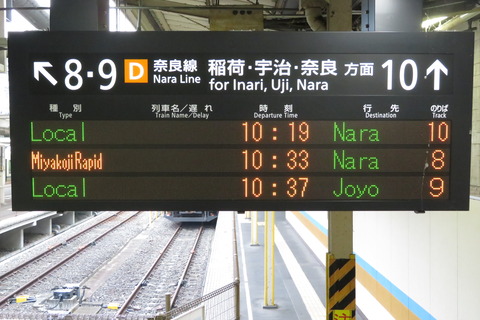 ↖ 8・9 D 奈良線 稲荷・宇治・奈良 方面 10 ↑
Nara Line for Inari, Uji, Nara
種別 列車名／遅れ 時刻 行先 のりば
Type Train Name/Delay Departure Time Destination Track
Local 10:19 Nara 10
Miyakoji Rapid 10:33 Nara 8
Local 10:37 Joyo 9